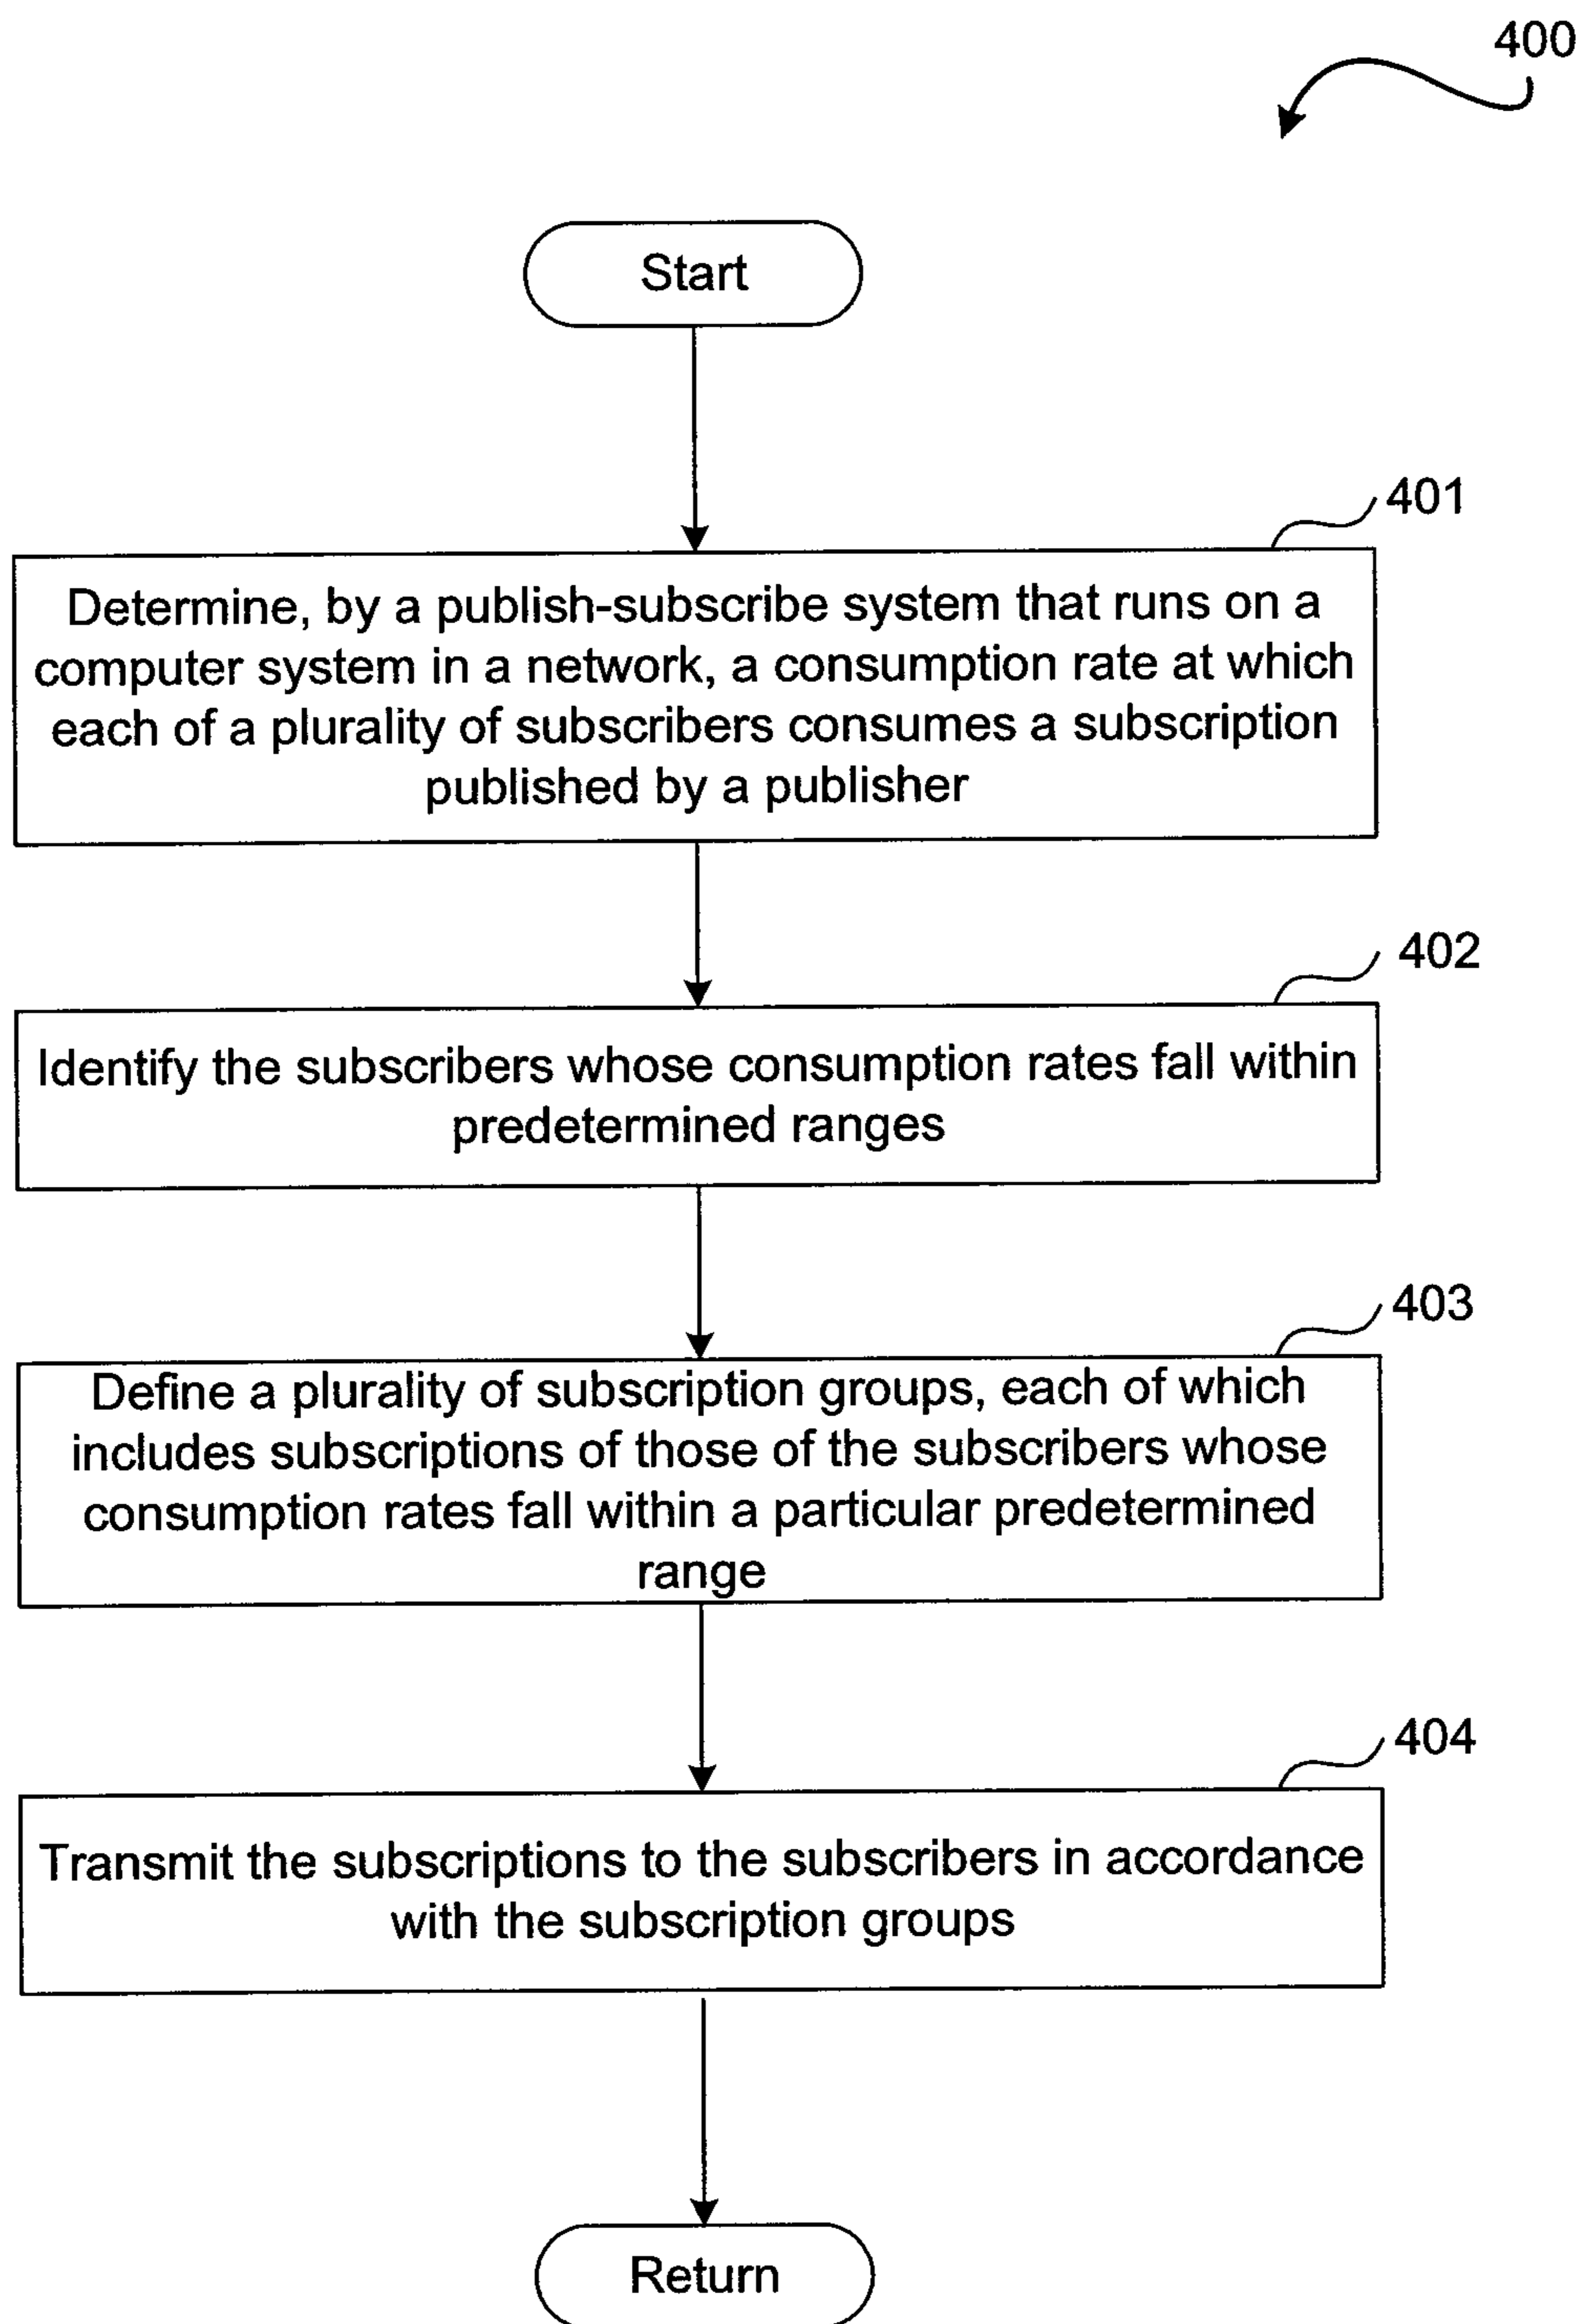 400
Start
401
Determine, by a publish-subscribe system that runs on a
computer system in a network, a consumption rate at which
each of a plurality of subscribers consumes a subscription
published by a publisher
402
Identify the subscribers whose consumption rates fall within
predetermined ranges
403
Define a plurality of subscription groups, each of which
includes subscriptions of those of the subscribers whose
consumption rates fall within a particular predetermined
range
404
Transmit the subscriptions to the subscribers in accordance
with the subscription groups
Return